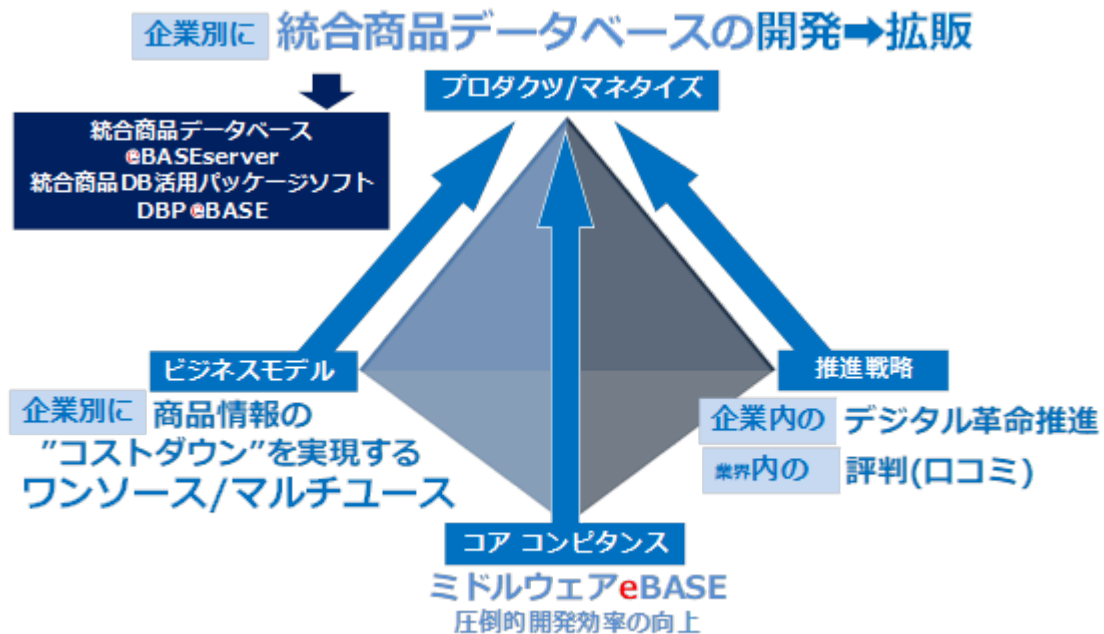 企業別に 統合商品データベースの開発➡拡販
プロダクツ/マネタイズ
統合商品データベース
eBASEserver
統合商品DB活用パッケージソフト
DBP eBASE
ビジネスモデル
企業別に 商品情報の
”コストダウン”を実現する
ワンソース/マルチユース
推進戦略
企業内の デジタル革命推進
業界内の 評判(口コミ)
コア コンピタンス
ミドルウェアeBASE
圧倒的開発効率の向上